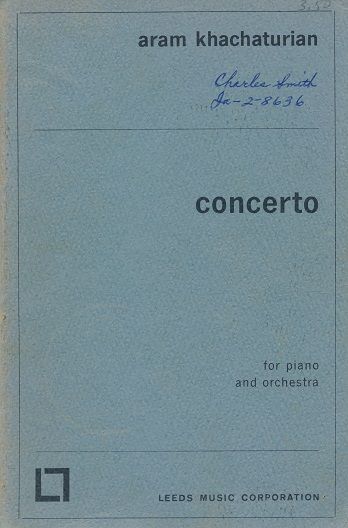 3.50
aram khachaturian
Charles Smith
Ja-2-8636
concerto
for piano
and orchestra
LEEDS MUSIC CORPORATION